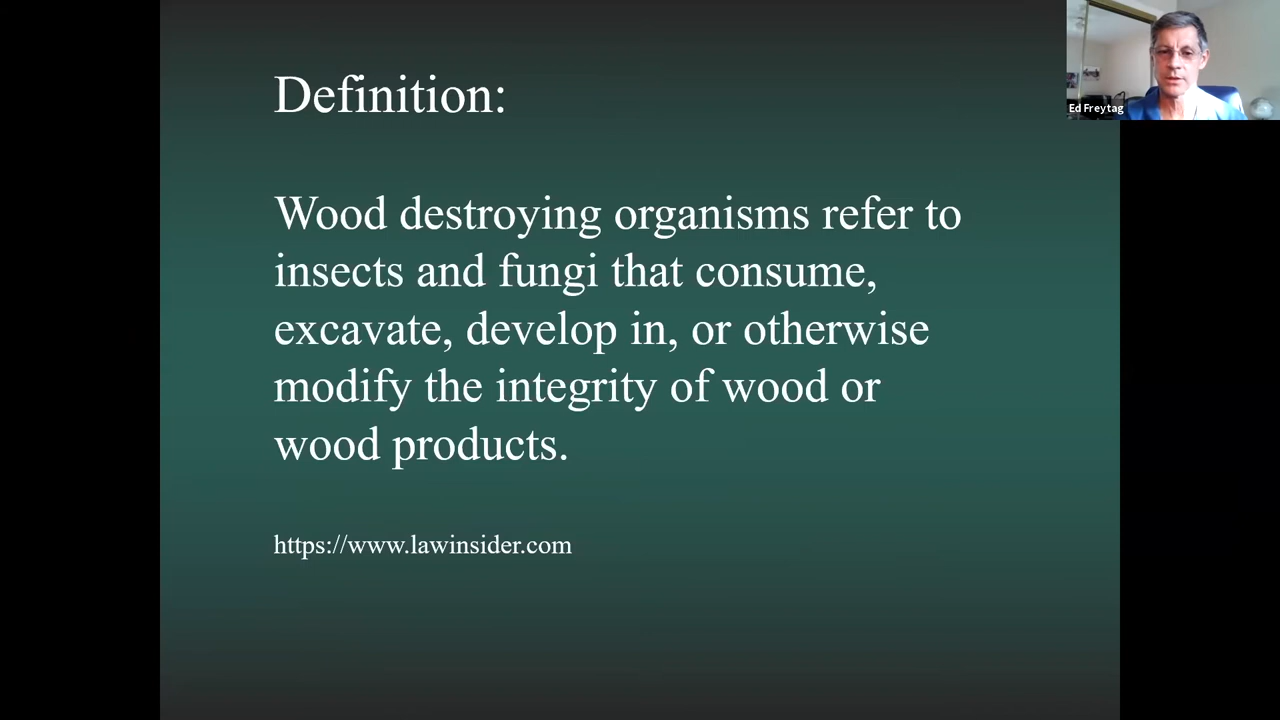 Definition:
Wood destroying organisms refer to
insects and fungi that consume,
excavate, develop in, or otherwise
modify the integrity of wood or
wood products.
https://www.lawinsider.com
Ed Freytag